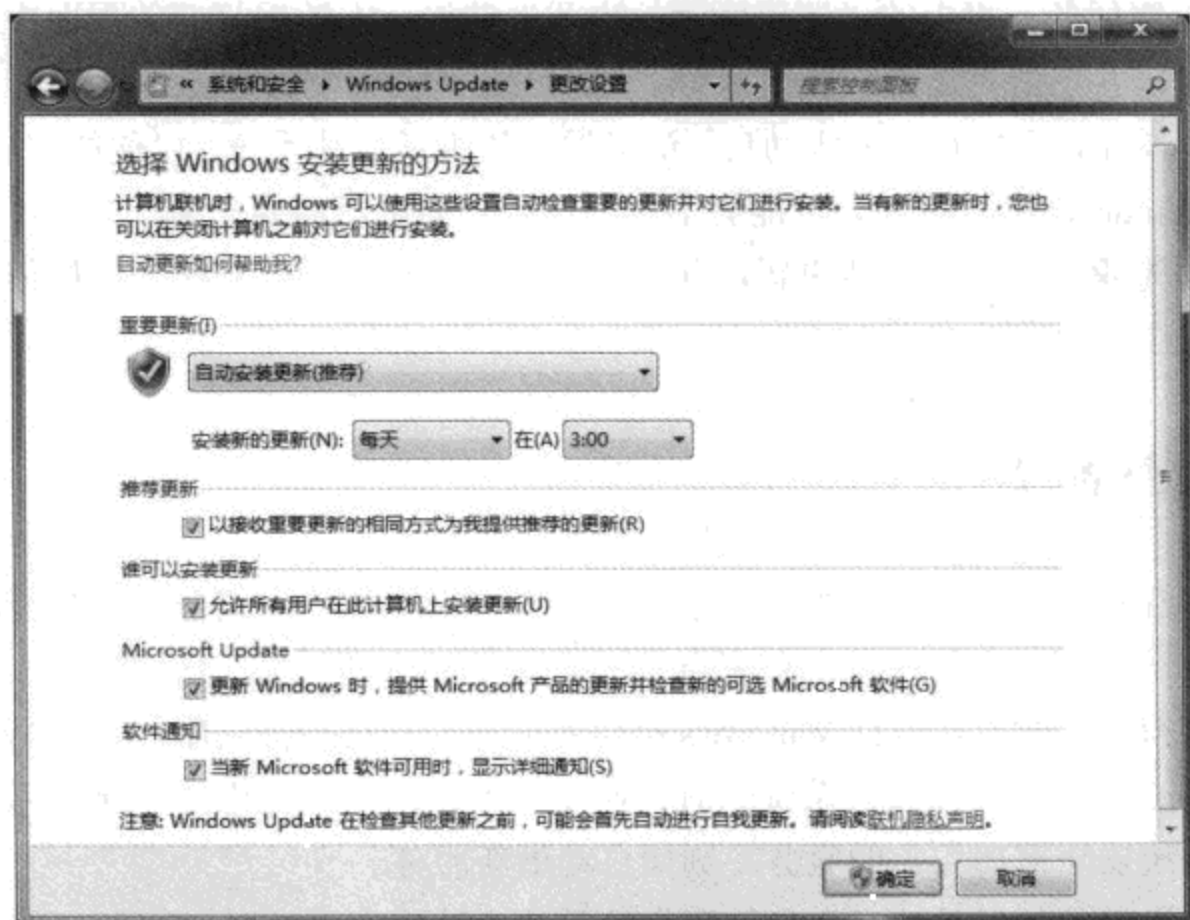 « 系统和安全 ▸ Windows Update ▸ 更改设置
搜索控制面板
选择 Windows 安装更新的方法
计算机联机时，Windows 可以使用这些设置自动检查重要的更新并对它们进行安装。当有新的更新时，您也
可以在关闭计算机之前对它们进行安装。
自动更新如何帮助我?
重要更新(I)
自动安装更新(推荐)
安装新的更新(N): 每天 在(A) 3:00
推荐更新
以接收重要更新的相同方式为我提供推荐的更新(R)
谁可以安装更新
允许所有用户在此计算机上安装更新(U)
Microsoft Update
更新 Windows 时，提供 Microsoft 产品的更新并检查新的可选 Microsoft 软件(G)
软件通知
当新 Microsoft 软件可用时，显示详细通知(S)
注意: Windows Update 在检查其他更新之前，可能会首先自动进行自我更新。请阅读联机隐私声明。
确定 取消